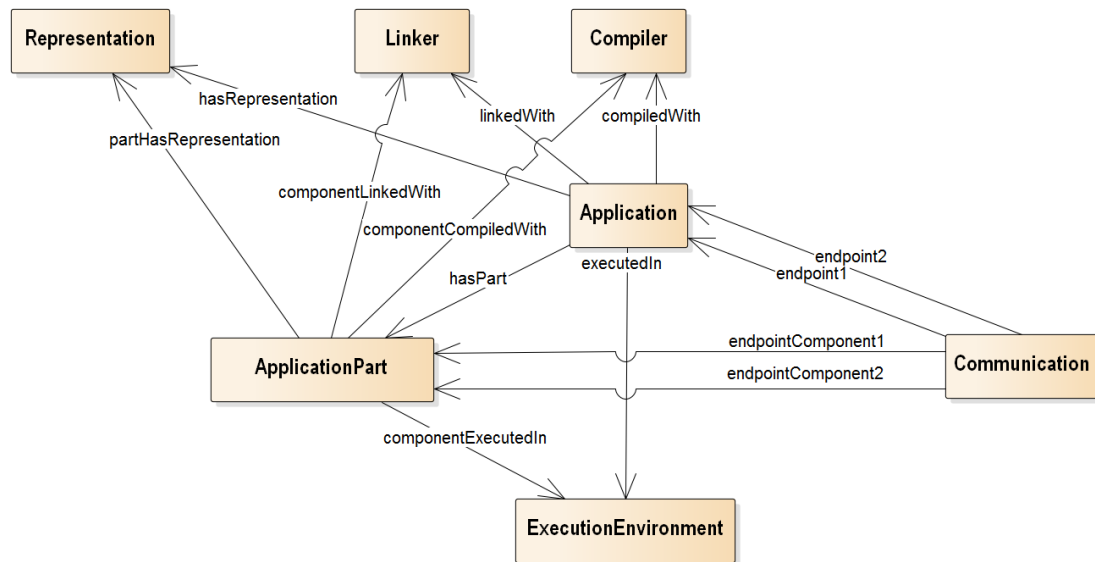 Representation
Linker
Compiler
hasRepresentation
linkedWith
compiledWith
partHasRepresentation
componentLinkedWith
Application
componentCompiledWith
executedIn
endpoint2
endpoint1
hasPart
endpointComponent1
ApplicationPart
Communication
endpointComponent2
componentExecutedIn
ExecutionEnvironment